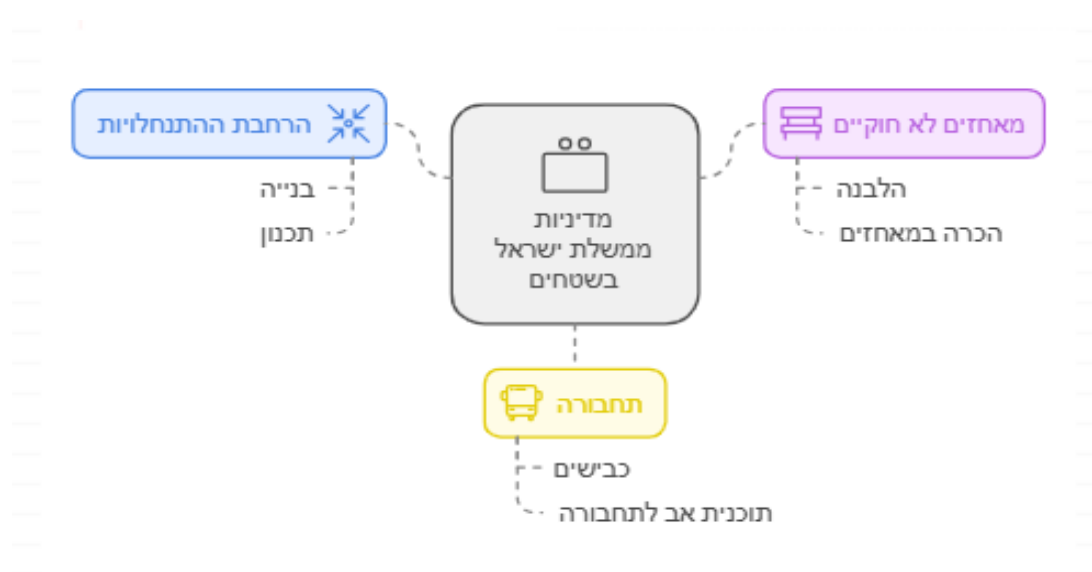 מאחזים לא חוקיים
הלבנה
הכרה במאחזים
מדיניות
ממשלת ישראל
בשטחים
הרחבת ההתנחלויות
בנייה
תכנון
תחבורה
כבישים
תוכנית אב לתחבורה